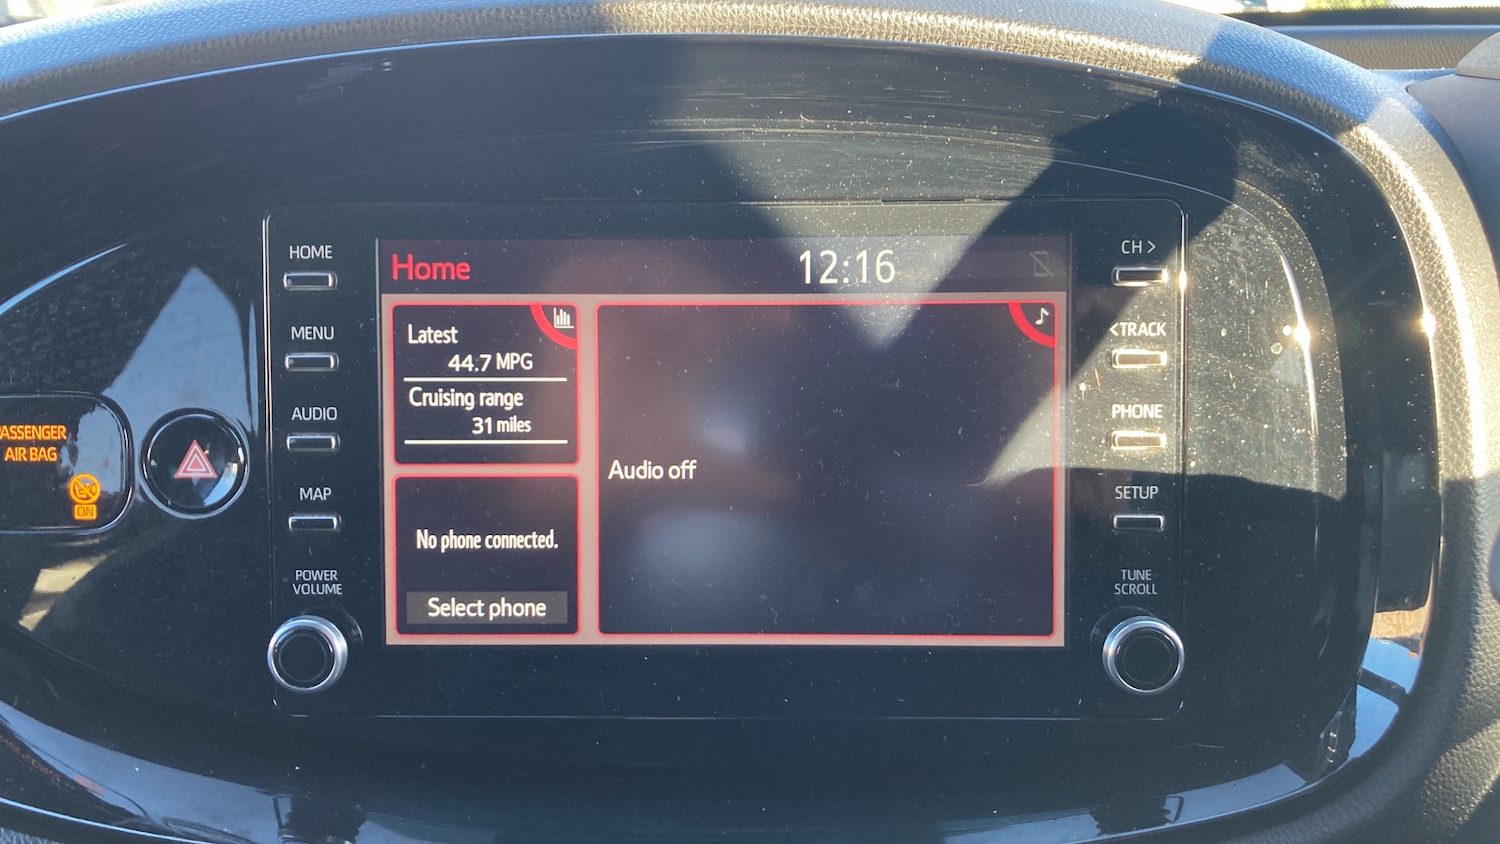 Home
12:16
Latest
44.7 MPG
Cruising range
31 miles
No phone connected.
Select phone
Audio off
HOME
MENU
AUDIO
MAP
POWER
VOLUME
CH >
<TRACK
PHONE
SETUP
TUNE
SCROLL
PASSENGER
AIR BAG
ON